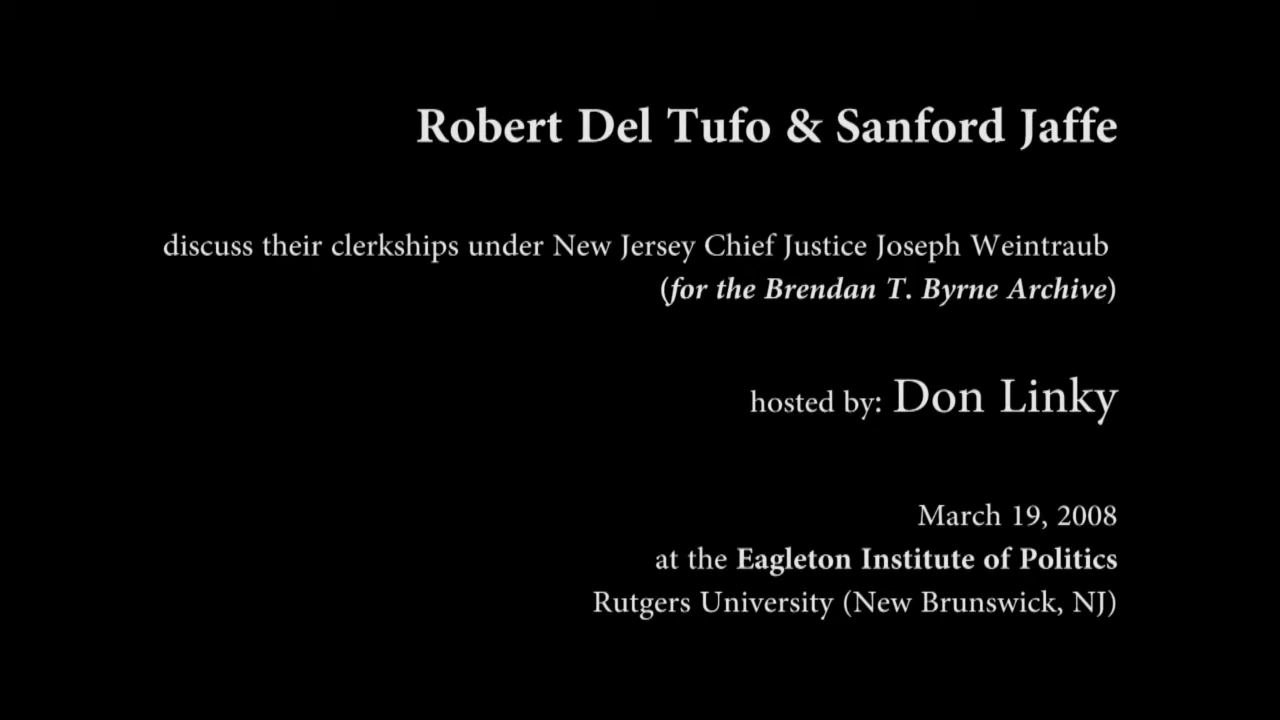 Robert Del Tufo & Sanford Jaffe
discuss their clerkships under New Jersey Chief Justice Joseph Weintraub
(for the Brendan T. Byrne Archive)
hosted by: Don Linky
March 19, 2008
at the Eagleton Institute of Politics
Rutgers University (New Brunswick, NJ)